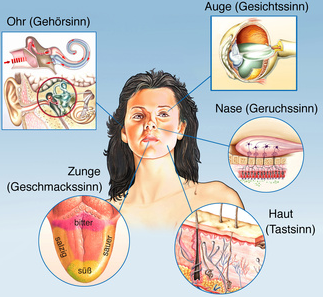 Ohr (Gehörsinn)
Auge (Gesichtssinn)
Nase (Geruchssinn)
Zunge
(Geschmackssinn)
bitter
salzig
sauer
süß
Haut
(Tastsinn)